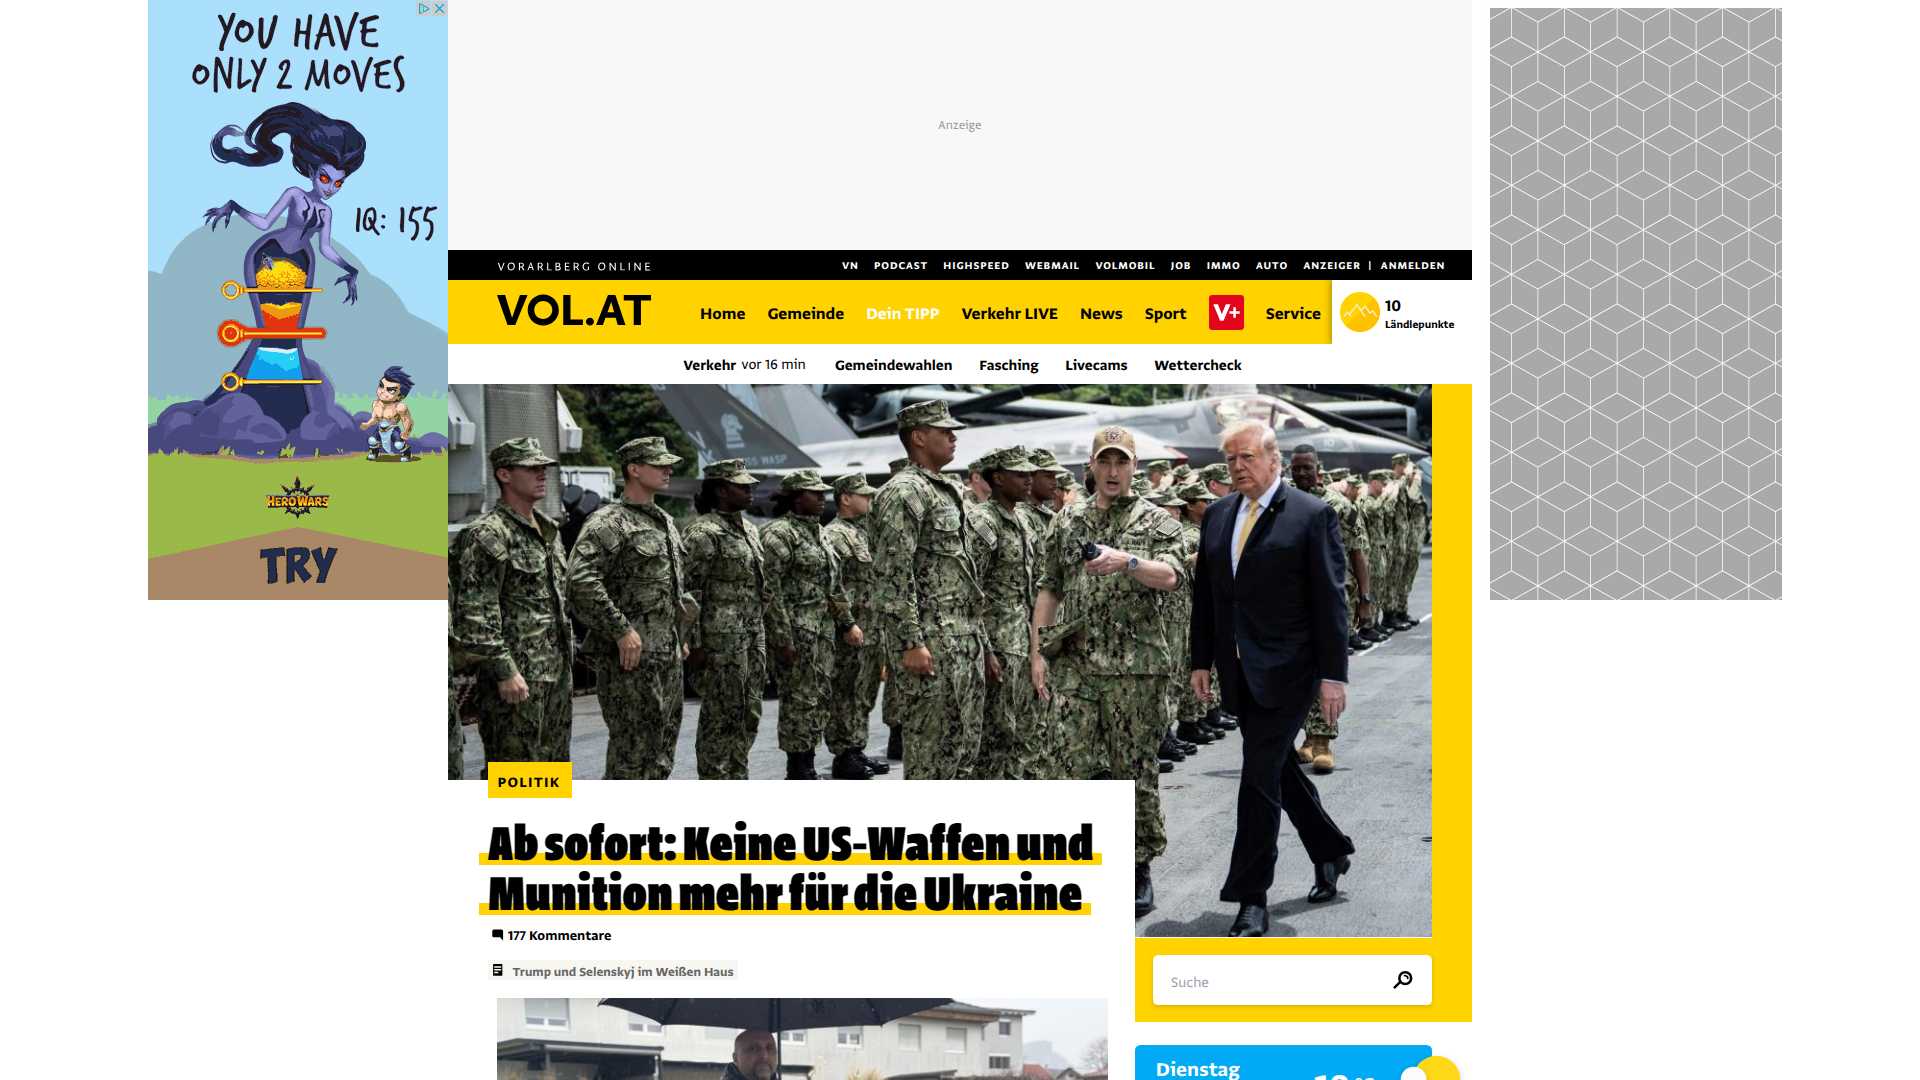 YOU HAVE
ONLY 2 MOVES
IQ: 155
HERO WARS
TRY
Anzeige
VORARLBERG ONLINE
VN PODCAST HIGHSPEED WEBMAIL VOLMOBIL JOB IMMO AUTO ANZEIGER | ANMELDEN
VOL.AT
Home Gemeinde Dein TIPP Verkehr LIVE News Sport V+ Service
10
Ländlepunkte
Verkehr vor 16 min Gemeindewahlen Fasching Livecams Wettercheck
POLITIK
Ab sofort: Keine US-Waffen und
Munition mehr für die Ukraine
177 Kommentare
Trump und Selenskyj im Weißen Haus
Suche
Dienstag